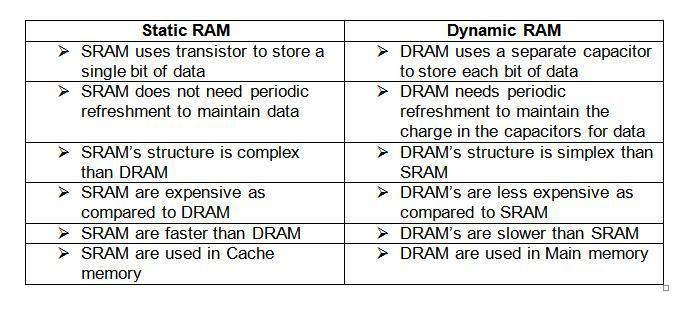 Static RAM
Dynamic RAM
➢ SRAM uses transistor to store a
single bit of data
➢ DRAM uses a separate capacitor
to store each bit of data
➢ SRAM does not need periodic
refreshment to maintain data
➢ DRAM needs periodic
refreshment to maintain the
charge in the capacitors for data
➢ SRAM's structure is complex
than DRAM
➢ DRAM's structure is simplex than
SRAM
➢ SRAM are expensive as
compared to DRAM
➢ DRAM's are less expensive as
compared to SRAM
➢ SRAM are faster than DRAM
➢ DRAM's are slower than SRAM
➢ SRAM are used in Cache
memory
➢ DRAM are used in Main memory